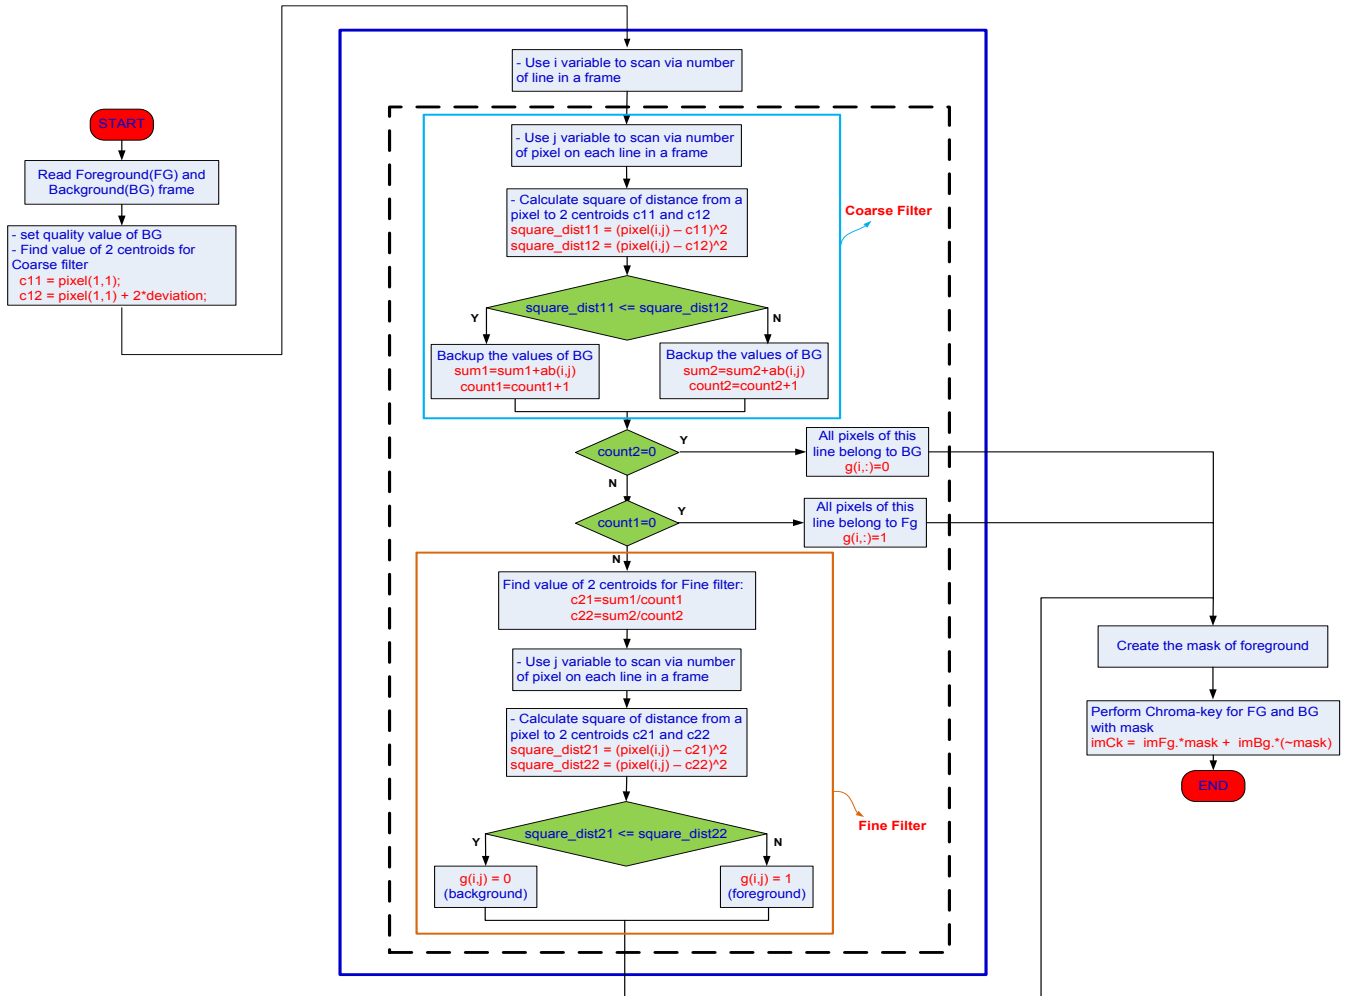 START
Read Foreground(FG) and
Background(BG) frame
- set quality value of BG
- Find value of 2 centroids for
Coarse filter
c11 = pixel(1,1);
c12 = pixel(1,1) + 2*deviation;
- Use i variable to scan via number
of line in a frame
- Use j variable to scan via number
of pixel on each line in a frame
- Calculate square of distance from a
pixel to 2 centroids c11 and c12
square_dist11 = (pixel(i,j) – c11)^2
square_dist12 = (pixel(i,j) – c12)^2
Coarse Filter
square_dist11 <= square_dist12
Y
N
Backup the values of BG
sum1=sum1+ab(i,j)
count1=count1+1
Backup the values of BG
sum2=sum2+ab(i,j)
count2=count2+1
count2=0
Y
All pixels of this
line belong to BG
g(i,:)=0
N
count1=0
Y
All pixels of this
line belong to Fg
g(i,:)=1
N
Find value of 2 centroids for Fine filter:
c21=sum1/count1
c22=sum2/count2
- Use j variable to scan via number
of pixel on each line in a frame
- Calculate square of distance from a
pixel to 2 centroids c21 and c22
square_dist21 = (pixel(i,j) – c21)^2
square_dist22 = (pixel(i,j) – c22)^2
square_dist21 <= square_dist22
Y
N
g(i,j) = 0
(background)
g(i,j) = 1
(foreground)
Fine Filter
Create the mask of foreground
Perform Chroma-key for FG and BG
with mask
imCk = imFg.*mask + imBg.*(~mask)
END